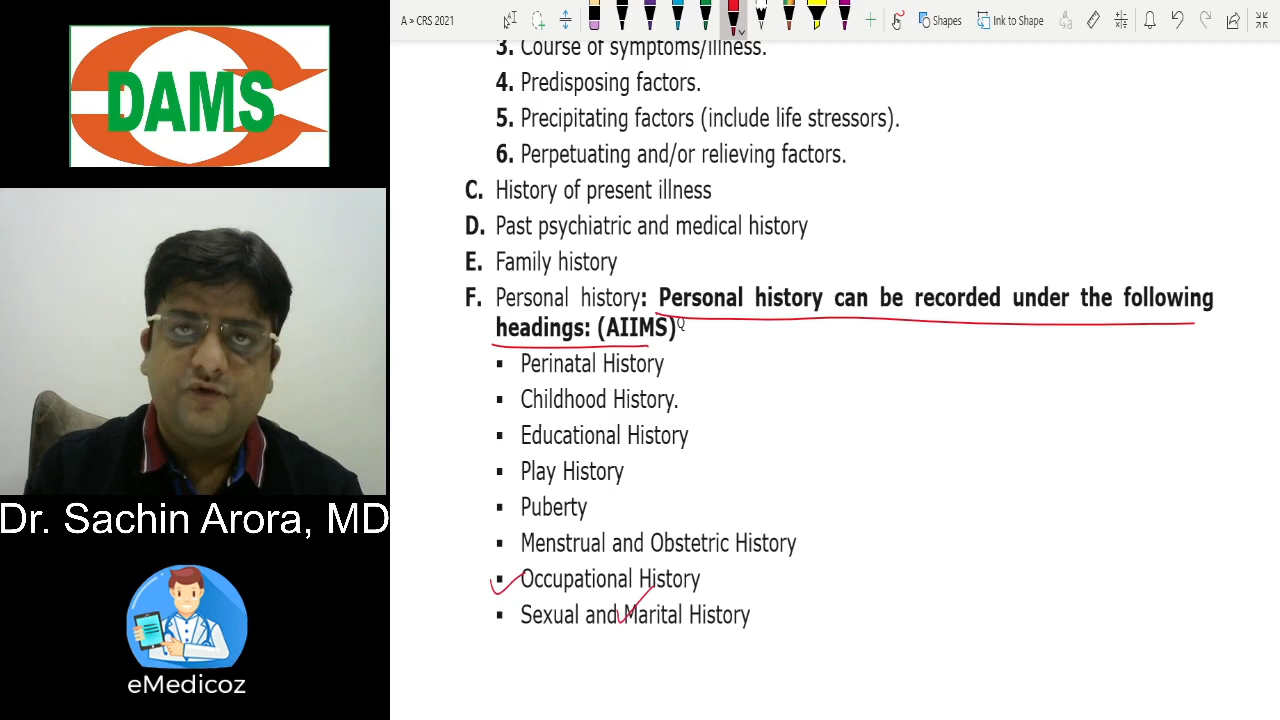 A » CRS 2021
Shapes
Ink to Shape
DAMS
3. Course of symptoms/illness.
4. Predisposing factors.
5. Precipitating factors (include life stressors).
6. Perpetuating and/or relieving factors.
C. History of present illness
D. Past psychiatric and medical history
E. Family history
F. Personal history: Personal history can be recorded under the following
headings: (AIIMS)Q
▪ Perinatal History
▪ Childhood History.
▪ Educational History
▪ Play History
▪ Puberty
▪ Menstrual and Obstetric History
▪ Occupational History
▪ Sexual and Marital History
Dr. Sachin Arora, MD
eMedicoz